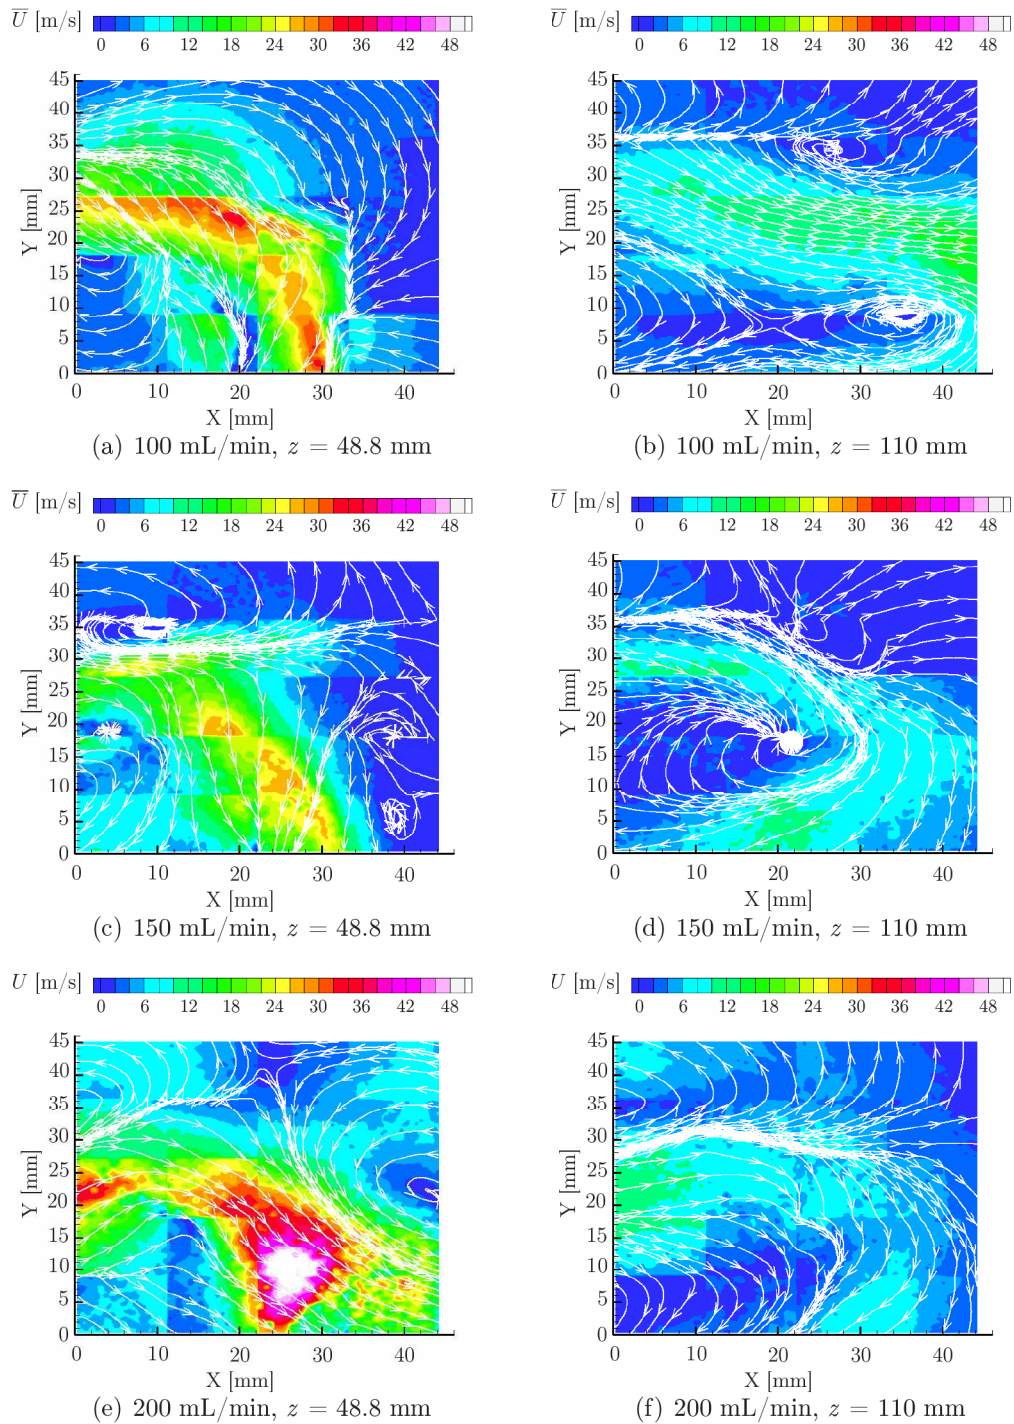 U̅ [m/s] 0 6 12 18 24 30 36 42 48
45
40
35
30
25
20
15
10
5
0
Y [mm]
0 10 20 30 40
X [mm]
(a) 100 mL/min, z = 48.8 mm
U̅ [m/s] 0 6 12 18 24 30 36 42 48
45
40
35
30
25
20
15
10
5
0
Y [mm]
0 10 20 30 40
X [mm]
(b) 100 mL/min, z = 110 mm
U̅ [m/s] 0 6 12 18 24 30 36 42 48
45
40
35
30
25
20
15
10
5
0
Y [mm]
0 10 20 30 40
X [mm]
(c) 150 mL/min, z = 48.8 mm
U̅ [m/s] 0 6 12 18 24 30 36 42 48
45
40
35
30
25
20
15
10
5
0
Y [mm]
0 10 20 30 40
X [mm]
(d) 150 mL/min, z = 110 mm
U [m/s] 0 6 12 18 24 30 36 42 48
45
40
35
30
25
20
15
10
5
0
Y [mm]
0 10 20 30 40
X [mm]
(e) 200 mL/min, z = 48.8 mm
U [m/s] 0 6 12 18 24 30 36 42 48
45
40
35
30
25
20
15
10
5
0
Y [mm]
0 10 20 30 40
X [mm]
(f) 200 mL/min, z = 110 mm